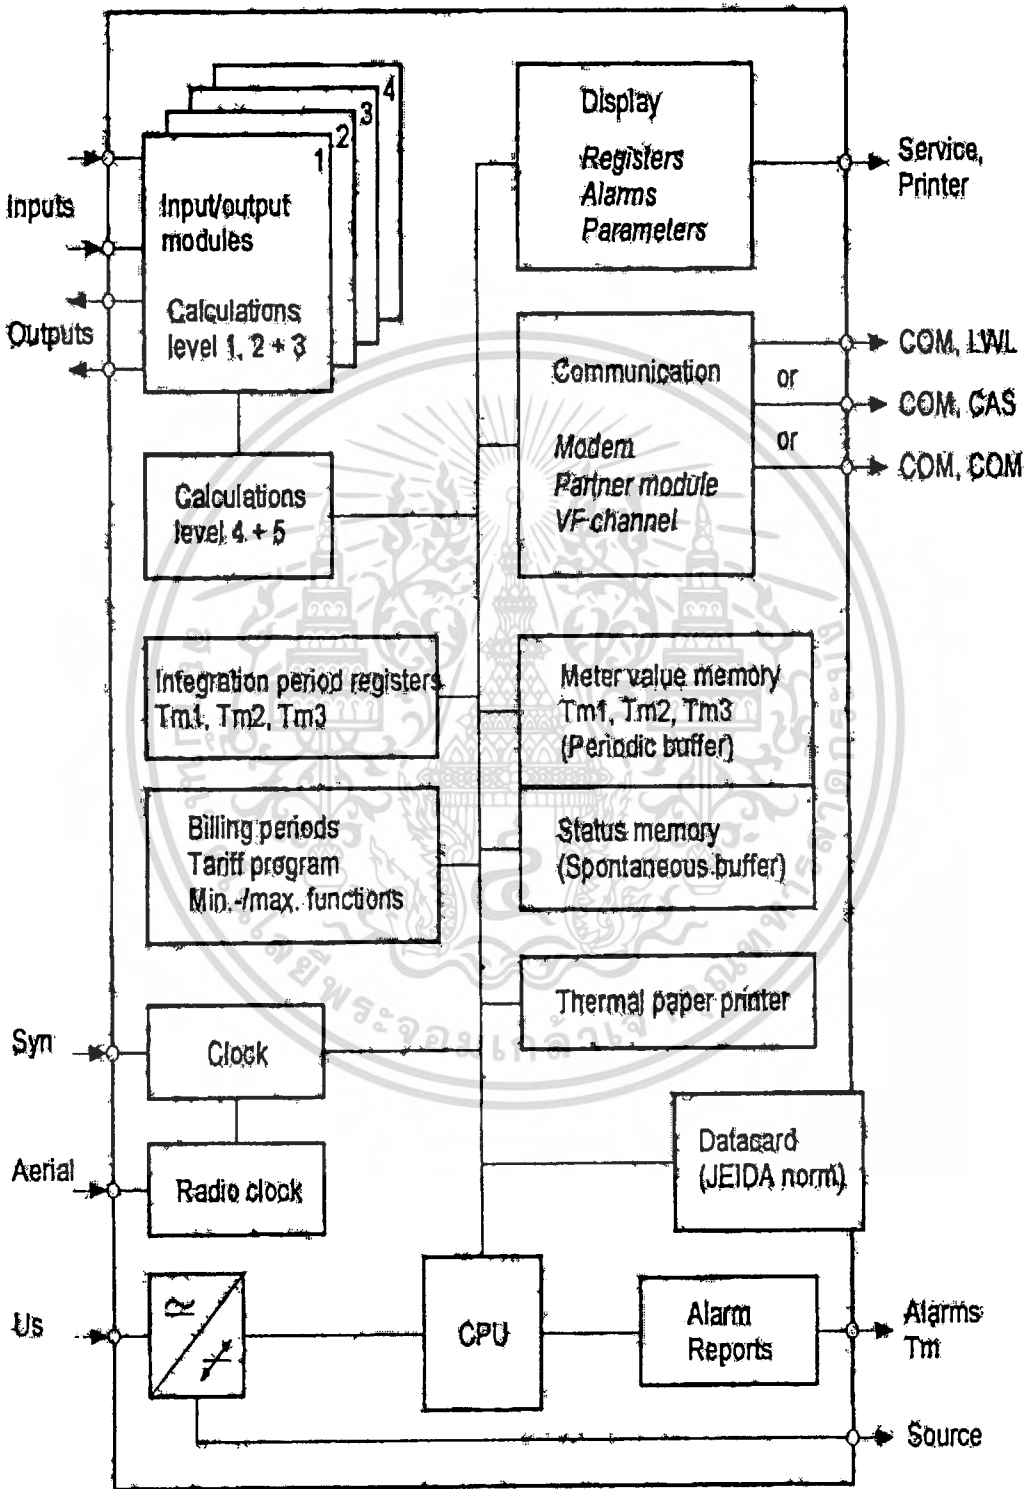 4
3
2
1
Inputs
Input/output
modules
Outputs
Calculations
level 1, 2 + 3
Display
Registers
Alarms
Parameters
Service,
Printer
Calculations
level 4 + 5
Communication
Modem
Partner module
VF-channel
or
or
COM, LWL
COM, CAS
COM, COM
Integration period registers
Tm1, Tm2, Tm3
Meter value memory
Tm1, Tm2, Tm3
(Periodic buffer)
Billing periods
Tariff program
Min.-/max. functions
Status memory
(Spontaneous buffer)
Thermal paper printer
Syn
Clock
Aerial
Radio clock
Datacard
(JEIDA norm)
Us
CPU
Alarm
Reports
Alarms
Tm
Source